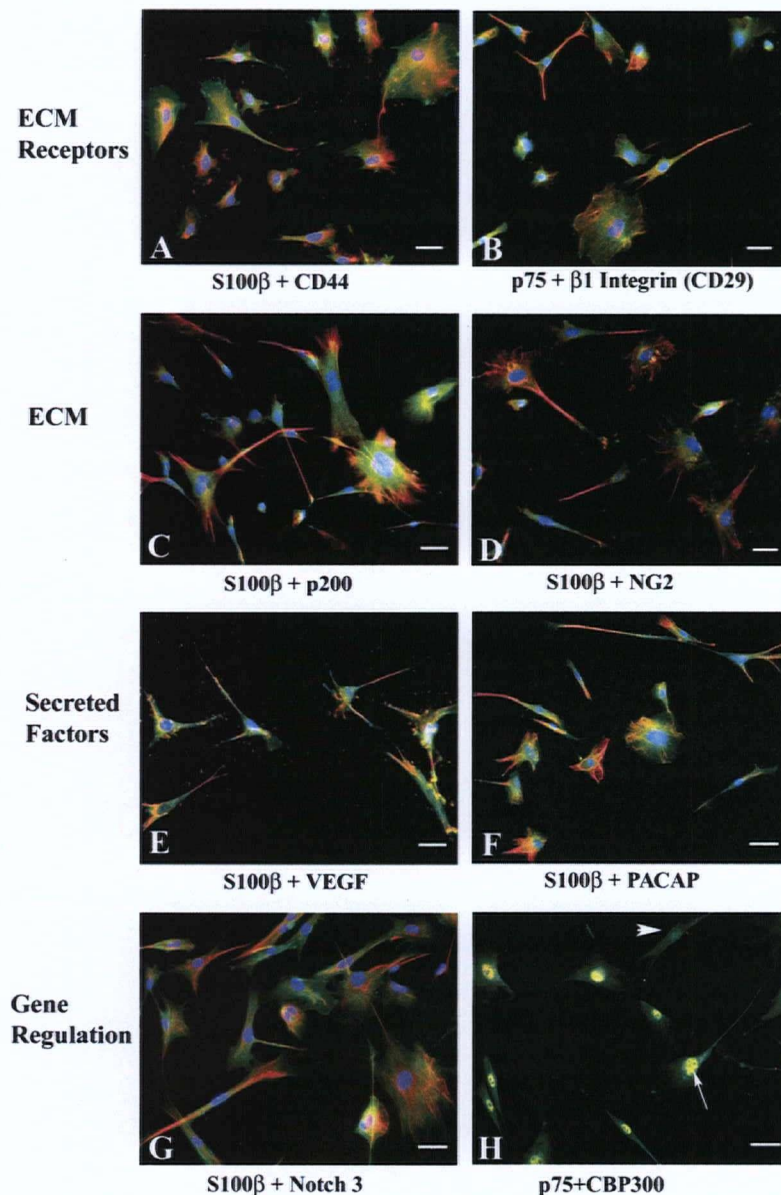 ECM
Receptors
A
B
S100β + CD44
p75 + β1 Integrin (CD29)
ECM
C
D
S100β + p200
S100β + NG2
Secreted
Factors
E
F
S100β + VEGF
S100β + PACAP
Gene
Regulation
G
H
S100β + Notch 3
p75+CBP300